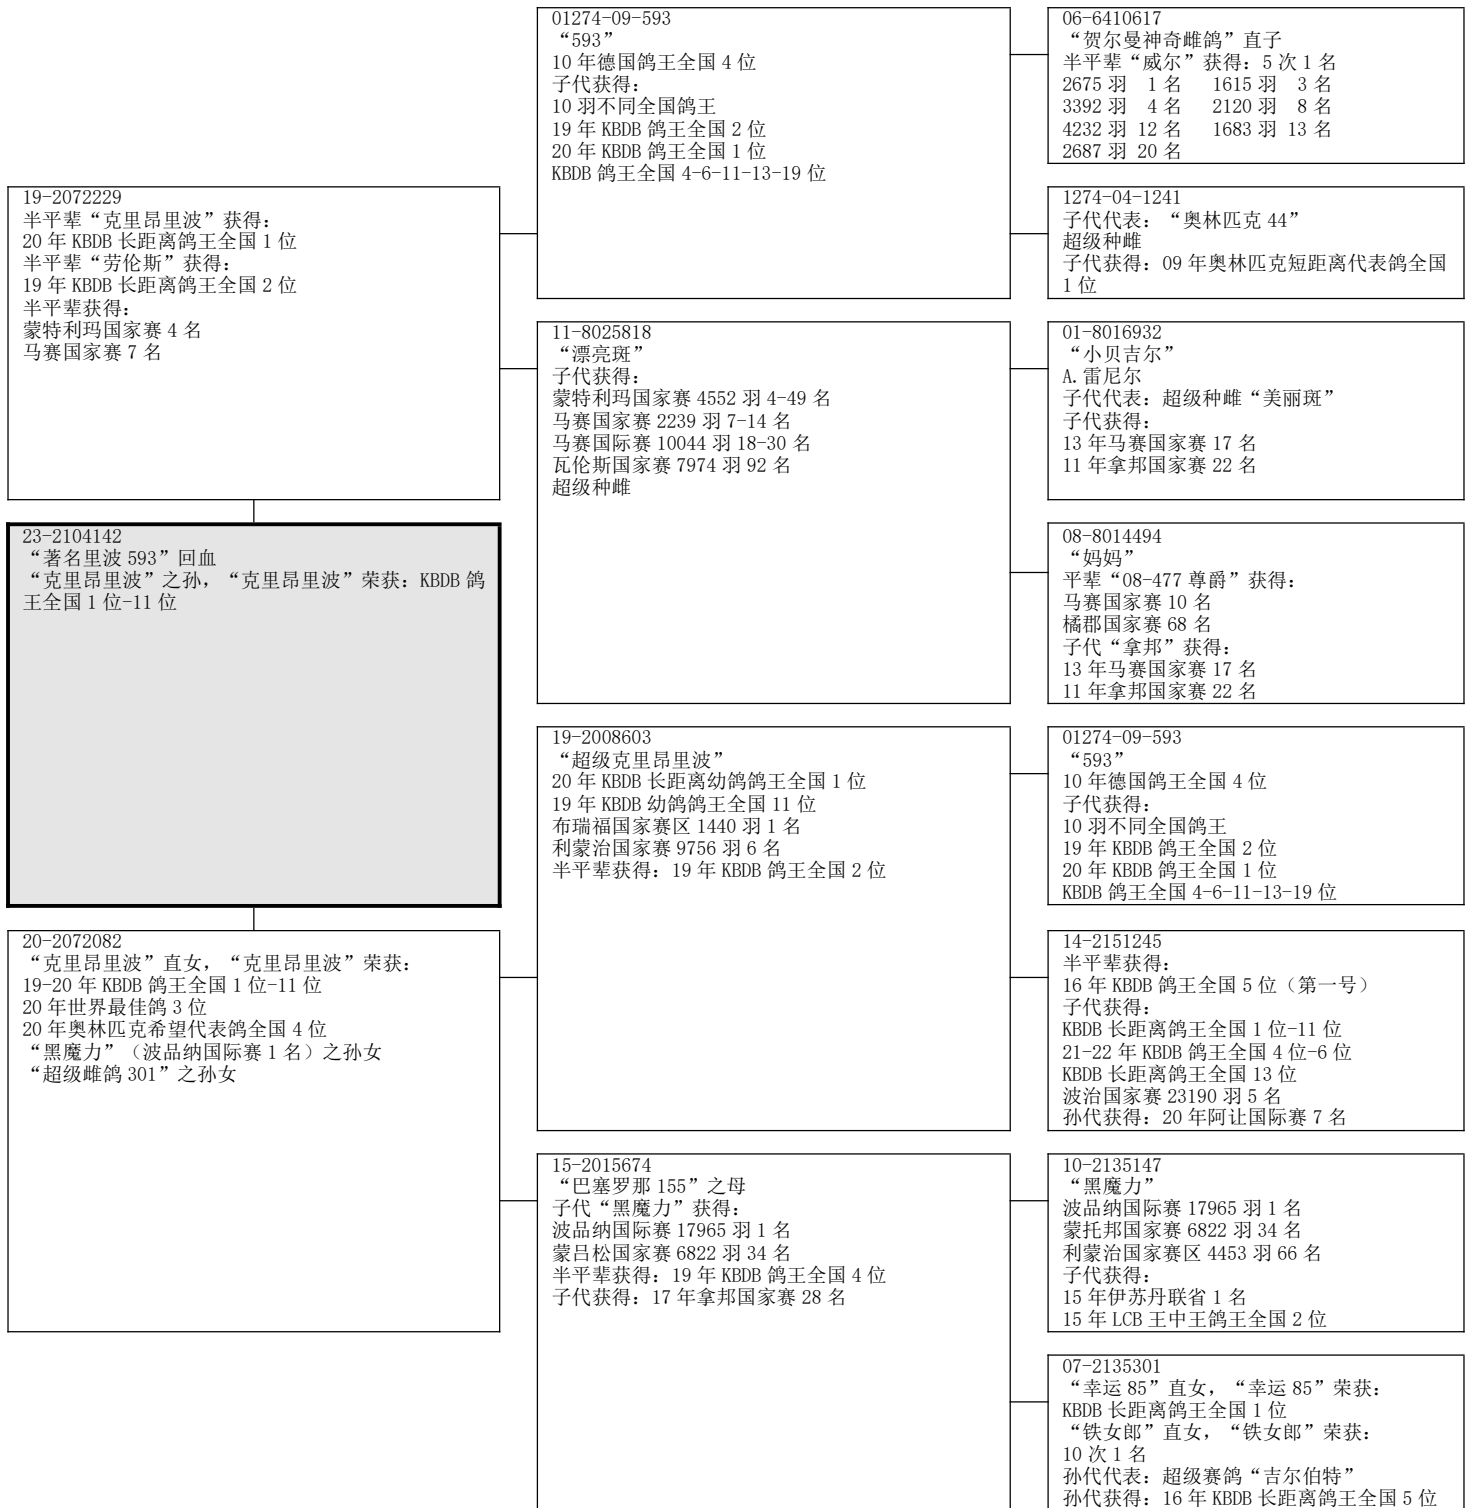 01274-09-593
“593”
10 年德国鸽王全国 4 位
子代获得：
10 羽不同全国鸽王
19 年 KBDB 鸽王全国 2 位
20 年 KBDB 鸽王全国 1 位
KBDB 鸽王全国 4-6-11-13-19 位
06-6410617
“贺尔曼神奇雌鸽”直子
半平辈“威尔”获得：5 次 1 名
2675 羽 1 名 1615 羽 3 名
3392 羽 4 名 2120 羽 8 名
4232 羽 12 名 1683 羽 13 名
2687 羽 20 名
19-2072229
半平辈“克里昂里波”获得：
20 年 KBDB 长距离鸽王全国 1 位
半平辈“劳伦斯”获得：
19 年 KBDB 长距离鸽王全国 2 位
半平辈获得：
蒙特利玛国家赛 4 名
马赛国家赛 7 名
1274-04-1241
子代代表：“奥林匹克 44”
超级种雌
子代获得：09 年奥林匹克短距离代表鸽全国
1 位
11-8025818
“漂亮斑”
子代获得：
蒙特利玛国家赛 4552 羽 4-49 名
马赛国家赛 2239 羽 7-14 名
马赛国际赛 10044 羽 18-30 名
瓦伦斯国家赛 7974 羽 92 名
超级种雌
01-8016932
“小贝吉尔”
A.雷尼尔
子代代表：超级种雌“美丽斑”
子代获得：
13 年马赛国家赛 17 名
11 年拿邦国家赛 22 名
23-2104142
“著名里波 593”回血
“克里昂里波”之孙，“克里昂里波”荣获：KBDB 鸽
王全国 1 位-11 位
08-8014494
“妈妈”
平辈“08-477 尊爵”获得：
马赛国家赛 10 名
橘郡国家赛 68 名
子代“拿邦”获得：
13 年马赛国家赛 17 名
11 年拿邦国家赛 22 名
19-2008603
“超级克里昂里波”
20 年 KBDB 长距离幼鸽鸽王全国 1 位
19 年 KBDB 幼鸽鸽王全国 11 位
布瑞福国家赛区 1440 羽 1 名
利蒙治国家赛 9756 羽 6 名
半平辈获得：19 年 KBDB 鸽王全国 2 位
01274-09-593
“593”
10 年德国鸽王全国 4 位
子代获得：
10 羽不同全国鸽王
19 年 KBDB 鸽王全国 2 位
20 年 KBDB 鸽王全国 1 位
KBDB 鸽王全国 4-6-11-13-19 位
20-2072082
“克里昂里波”直女，“克里昂里波”荣获：
19-20 年 KBDB 鸽王全国 1 位-11 位
20 年世界最佳鸽 3 位
20 年奥林匹克希望代表鸽全国 4 位
“黑魔力”（波品纳国际赛 1 名）之孙女
“超级雌鸽 301”之孙女
14-2151245
半平辈获得：
16 年 KBDB 鸽王全国 5 位（第一号）
子代获得：
KBDB 长距离鸽王全国 1 位-11 位
21-22 年 KBDB 鸽王全国 4 位-6 位
KBDB 长距离鸽王全国 13 位
波治国家赛 23190 羽 5 名
孙代获得：20 年阿让国际赛 7 名
15-2015674
“巴塞罗那 155”之母
子代“黑魔力”获得：
波品纳国际赛 17965 羽 1 名
蒙吕松国家赛 6822 羽 34 名
半平辈获得：19 年 KBDB 鸽王全国 4 位
子代获得：17 年拿邦国家赛 28 名
10-2135147
“黑魔力”
波品纳国际赛 17965 羽 1 名
蒙托邦国家赛 6822 羽 34 名
利蒙治国家赛区 4453 羽 66 名
子代获得：
15 年伊苏丹联省 1 名
15 年 LCB 王中王鸽王全国 2 位
07-2135301
“幸运 85”直女，“幸运 85”荣获：
KBDB 长距离鸽王全国 1 位
“铁女郎”直女，“铁女郎”荣获：
10 次 1 名
孙代代表：超级赛鸽“吉尔伯特”
孙代获得：16 年 KBDB 长距离鸽王全国 5 位